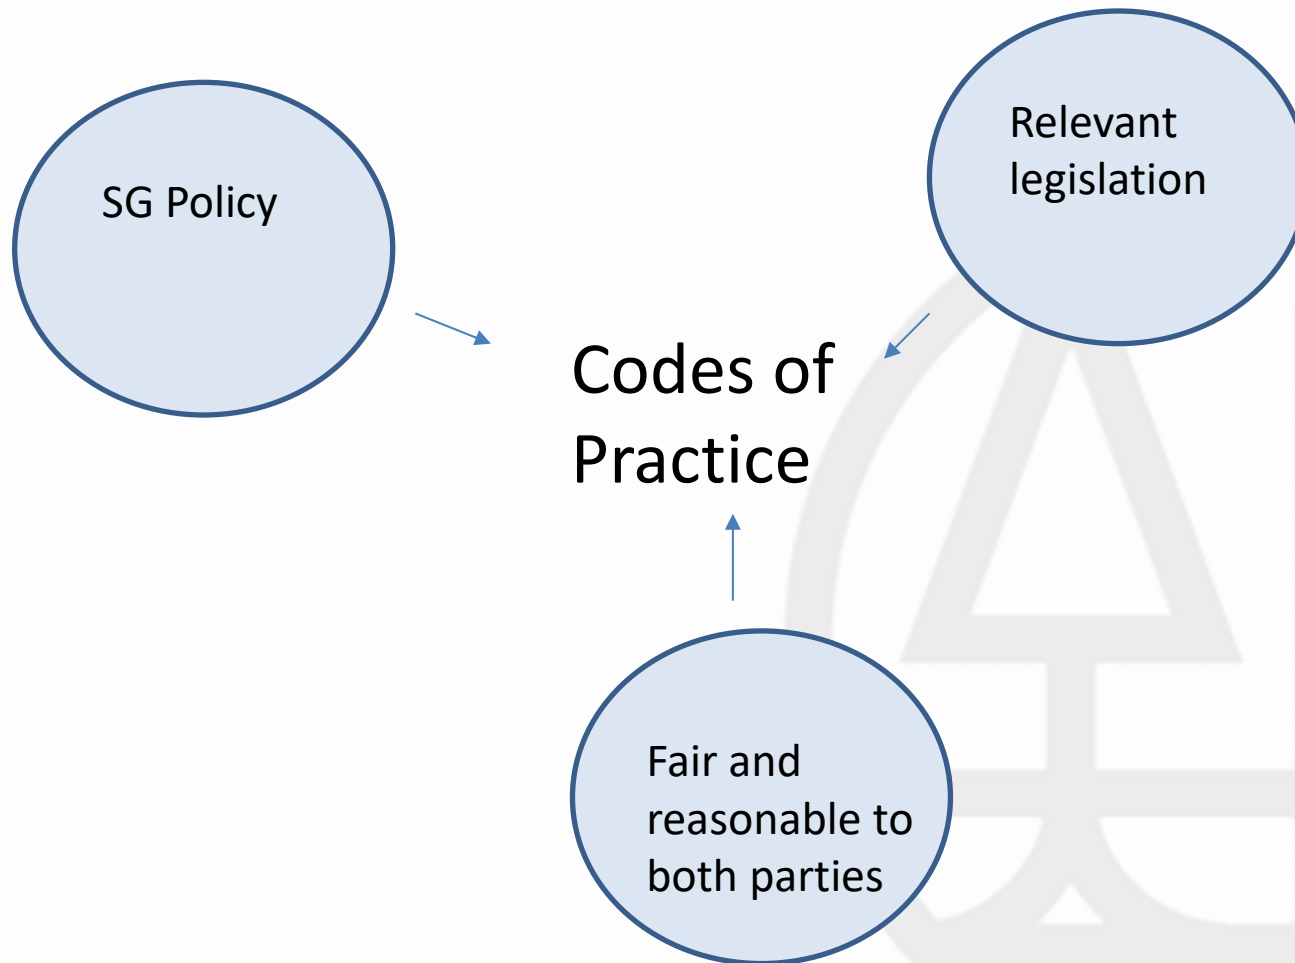 SG Policy
Relevant
legislation
Codes of
Practice
Fair and
reasonable to
both parties